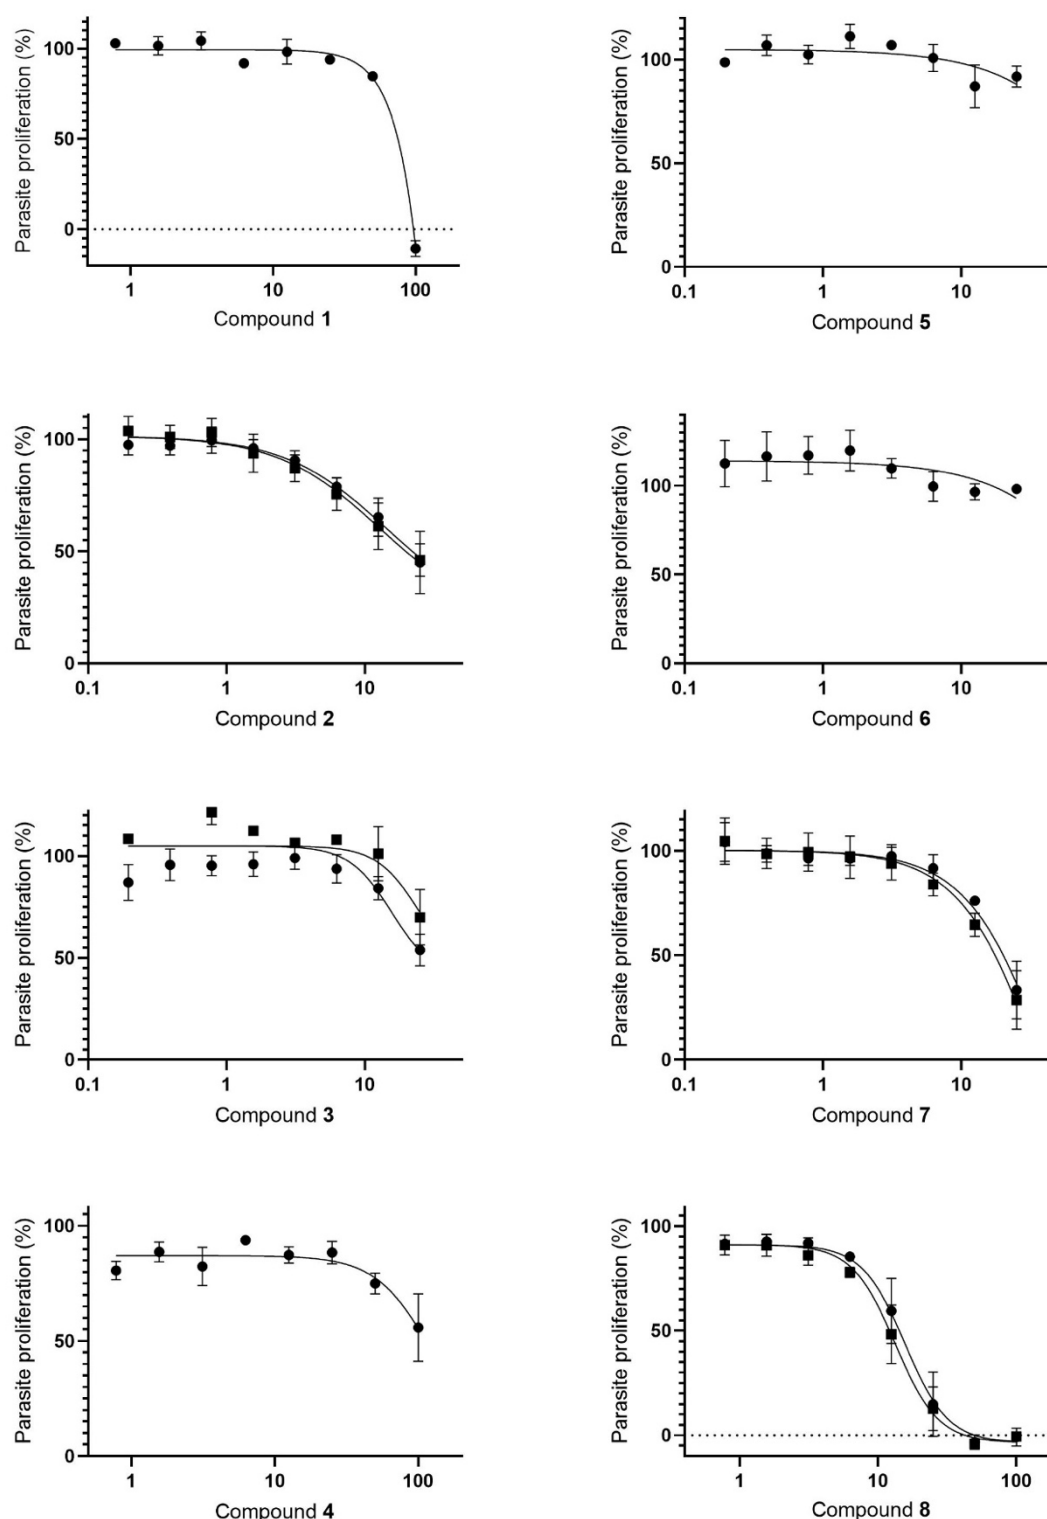 Parasite proliferation (%)
100
50
0
1 10 100
Compound 1
Parasite proliferation (%)
100
50
0
0.1 1 10
Compound 5
Parasite proliferation (%)
100
50
0
0.1 1 10
Compound 2
Parasite proliferation (%)
100
50
0
0.1 1 10
Compound 6
Parasite proliferation (%)
100
50
0
0.1 1 10
Compound 3
Parasite proliferation (%)
100
50
0
0.1 1 10
Compound 7
Parasite proliferation (%)
100
50
0
1 10 100
Compound 4
Parasite proliferation (%)
100
50
0
1 10 100
Compound 8